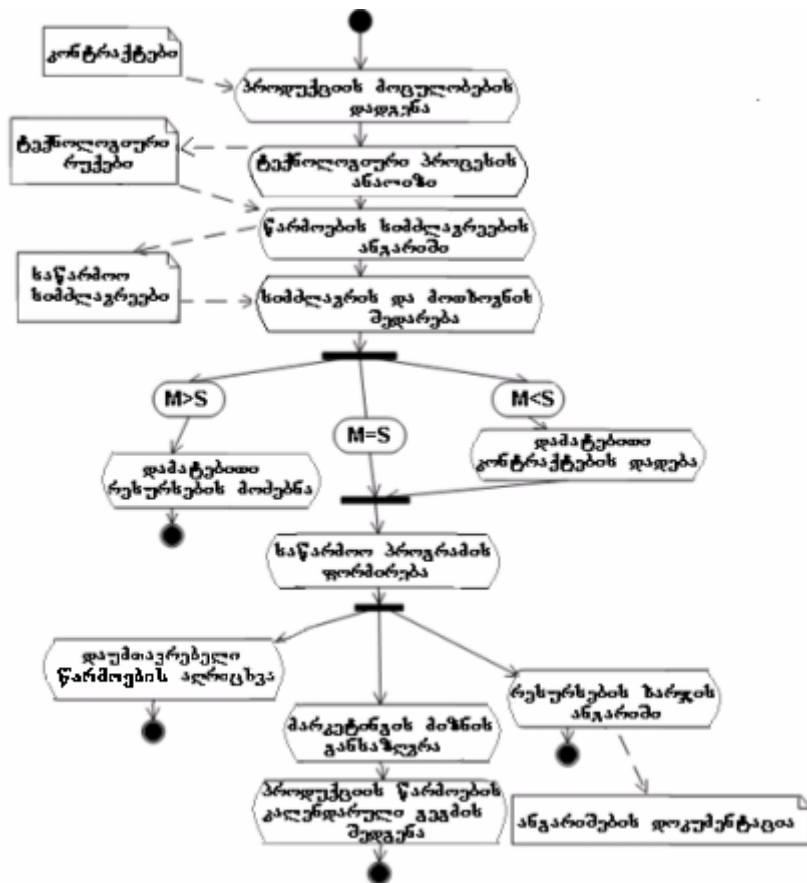 კონტრაქტები
პროდუქციის მოცულობების
დადგენა
ტექნოლოგიური
რუქები
ტექნოლოგიური პროცესის
ანალიზი
წარმოების სიმძლავრეების
ანგარიში
საწარმოო
სიმძლავრეები
სიმძლავრის და მოთხოვნის
შედარება
M>S
M=S
M<S
დამატებითი
რესურსების მოძებნა
დამატებითი
კონტრაქტების დადება
საწარმოო პროგრამის
ფორმირება
დაუმთავრებელი
წარმოების აღრიცხვა
მარკეტინგის მიზნის
განსაზღვრა
რესურსების ხარჯის
ანგარიში
პროდუქციის წარმოების
კალენდარული გეგმის
შედგენა
ანგარიშების დოკუმენტაცია